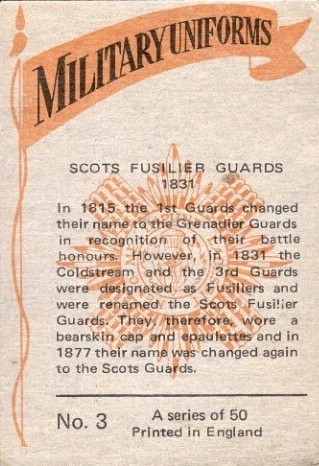 MILITARY UNIFORMS
SCOTS FUSILIER GUARDS
1831
In 1815 the 1st Guards changed
their name to the Grenadier Guards
in recognition of their battle
honours. However, in 1831 the
Coldstream and the 3rd Guards
were designated as Fusiliers and
were renamed the Scots Fusilier
Guards. They, therefore, wore a
bearskin cap and epaulettes and in
1877 their name was changed again
to the Scots Guards.
No. 3
A series of 50
Printed in England